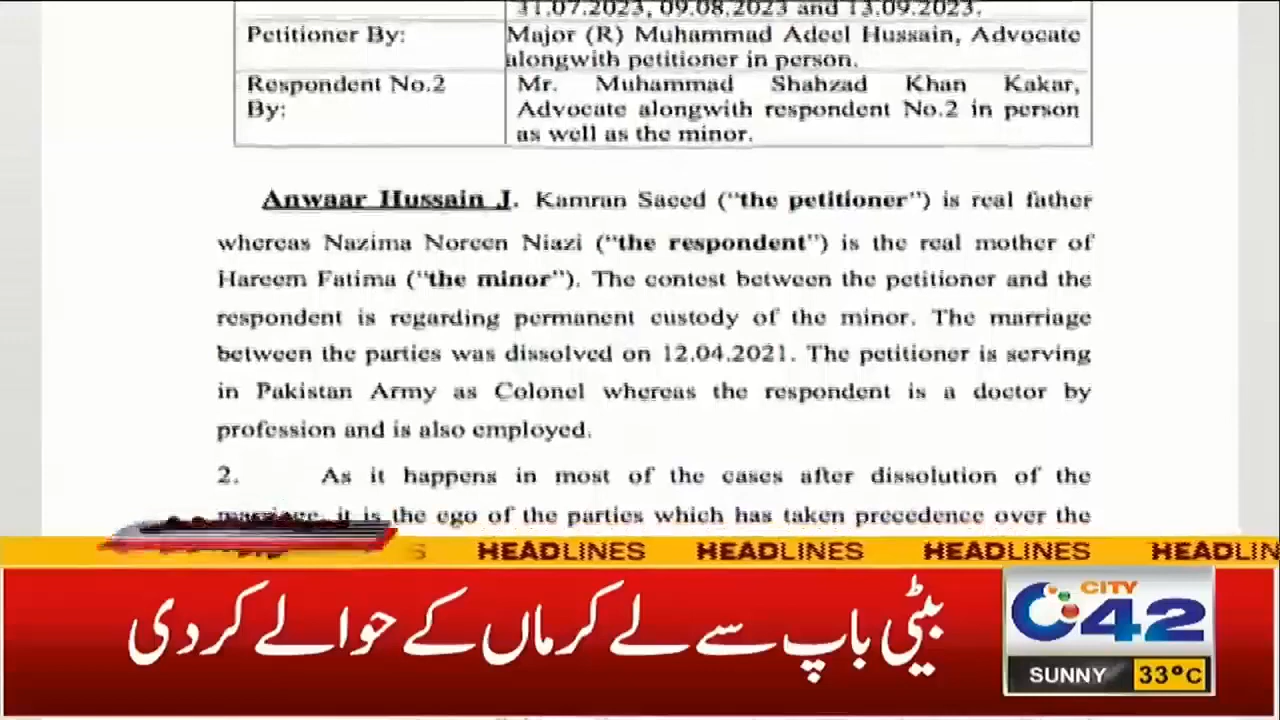 31.07.2023, 09.08.2023 and 13.09.2023.
Petitioner By: Major (R) Muhammad Adeel Hussain, Advocate
alongwith petitioner in person.
Respondent No.2 Mr. Muhammad Shahzad Khan Kakar,
By: Advocate alongwith respondent No.2 in person
as well as the minor.
Anwaar Hussain J. Kamran Saeed ("the petitioner") is real father
whereas Nazima Noreen Niazi ("the respondent") is the real mother of
Hareem Fatima ("the minor"). The contest between the petitioner and the
respondent is regarding permanent custody of the minor. The marriage
between the parties was dissolved on 12.04.2021. The petitioner is serving
in Pakistan Army as Colonel whereas the respondent is a doctor by
profession and is also employed.
2. As it happens in most of the cases after dissolution of the
marriage, it is the ego of the parties which has taken precedence over the
S HEADLINES HEADLINES HEADLINES HEADLIN
بیٹی باپ سے لے کر ماں کے حوالے کر دی
CITY
42
SUNNY 33°C